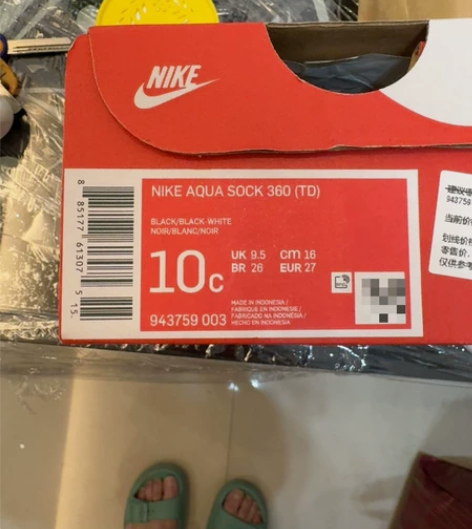 NIKE
NIKE AQUA SOCK 360 (TD)
BLACK/BLACK-WHITE
NOIR/BLANC/NOIR
10C
UK 9.5 cm 16
BR 26 EUR 27
MADE IN INDONESIA /
FABRIQUE EN INDONESIE /
FABRICADO NA INDONÉSIA /
HECHO EN INDONESIA
943759 003
8 85177 61307 5 15.
943759
当前价
划线价
零售价,
仅供参考